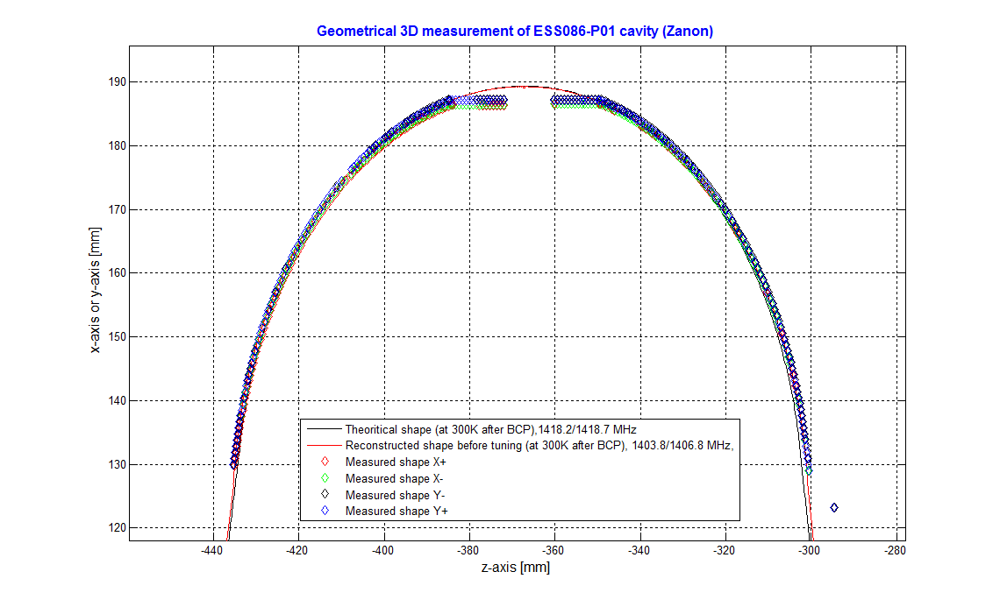 Geometrical 3D measurement of ESS086-P01 cavity (Zanon)
190
180
170
160
150
140
130
120
x-axis or y-axis [mm]
Theoritical shape (at 300K after BCP),1418.2/1418.7 MHz
Reconstructed shape before tuning (at 300K after BCP), 1403.8/1406.8 MHz,
Measured shape X+
Measured shape X-
Measured shape Y-
Measured shape Y+
-440 -420 -400 -380 -360 -340 -320 -300 -280
z-axis [mm]